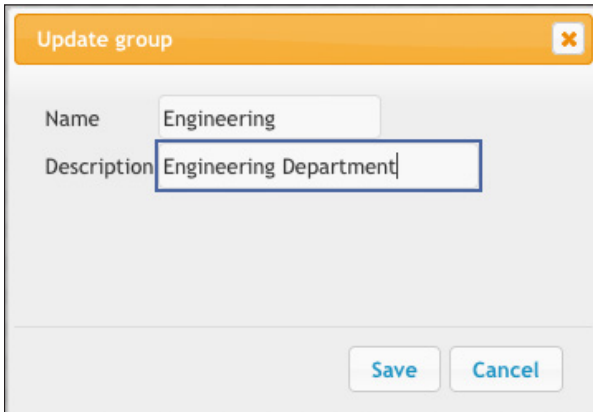 Update group
Name Engineering
Description Engineering Department
Save Cancel